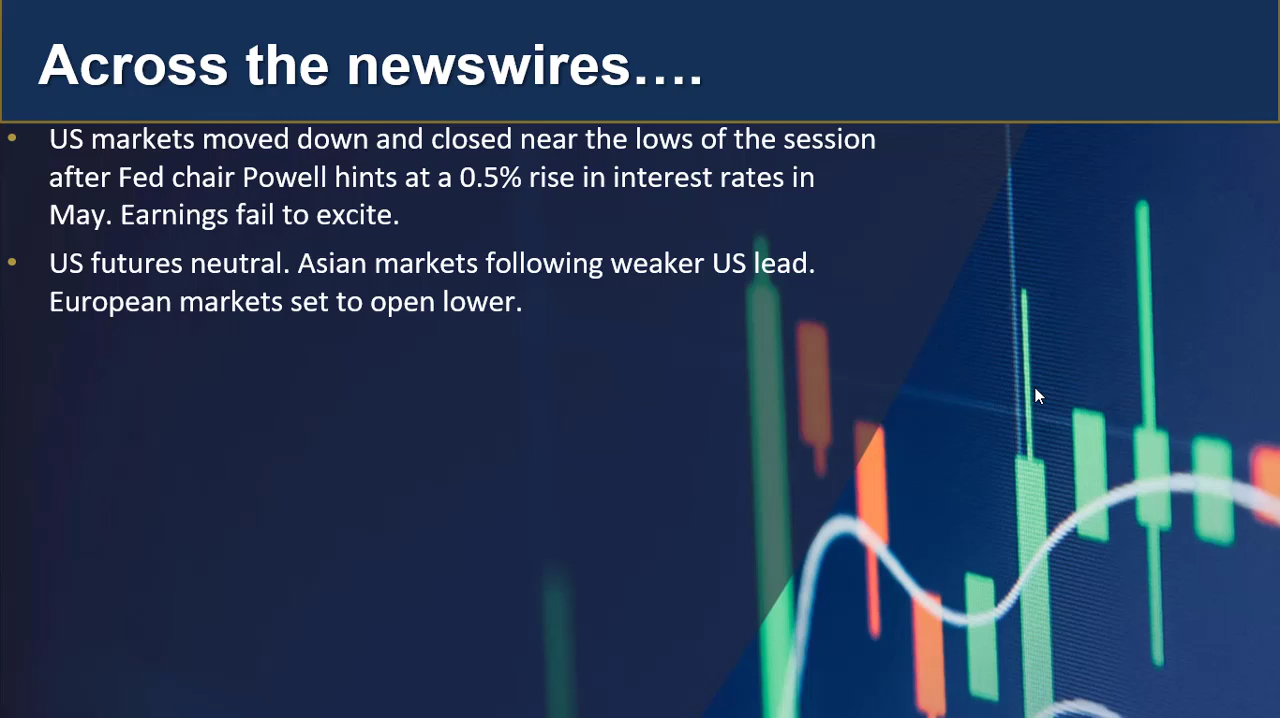 Across the newswires….
• US markets moved down and closed near the lows of the session
after Fed chair Powell hints at a 0.5% rise in interest rates in
May. Earnings fail to excite.
• US futures neutral. Asian markets following weaker US lead.
European markets set to open lower.